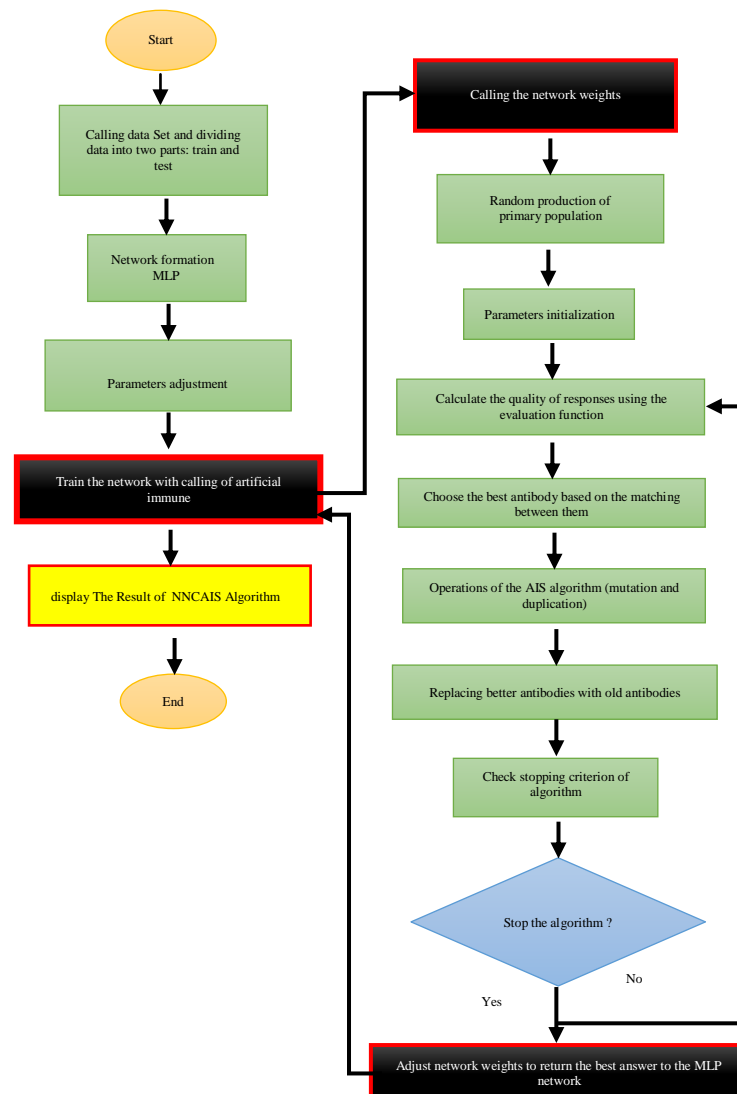 Start
Calling data Set and dividing
data into two parts: train and
test
Network formation
MLP
Parameters adjustment
Train the network with calling of artificial
immune
display The Result of NNCAIS Algorithm
End
Calling the network weights
Random production of
primary population
Parameters initialization
Calculate the quality of responses using the
evaluation function
Choose the best antibody based on the matching
between them
Operations of the AIS algorithm (mutation and
duplication)
Replacing better antibodies with old antibodies
Check stopping criterion of
algorithm
Stop the algorithm ?
No
Yes
Adjust network weights to return the best answer to the MLP
network